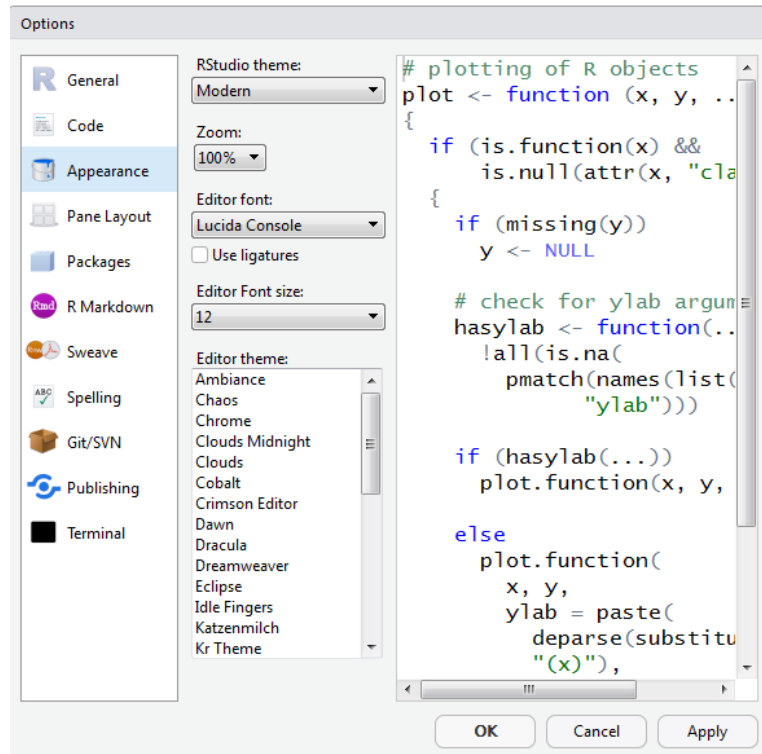 Options
General
Code
Appearance
Pane Layout
Packages
Rmd R Markdown
Sweave
ABC Spelling
Git/SVN
Publishing
Terminal
RStudio theme:
Modern
Zoom:
100%
Editor font:
Lucida Console
Use ligatures
Editor Font size:
12
Editor theme:
Ambiance
Chaos
Chrome
Clouds Midnight
Clouds
Cobalt
Crimson Editor
Dawn
Dracula
Dreamweaver
Eclipse
Idle Fingers
Katzenmilch
Kr Theme
# plotting of R objects
plot <- function (x, y, ..
{
  if (is.function(x) &&
      is.null(attr(x, "cla
  {
    if (missing(y))
      y <- NULL

    # check for ylab argum
    hasylab <- function(..
      !all(is.na(
        pmatch(names(list(
              "ylab")))

    if (hasylab(...))
      plot.function(x, y,

    else
      plot.function(
        x, y,
        ylab = paste(
          deparse(substitu
          "(x)"),
OK Cancel Apply